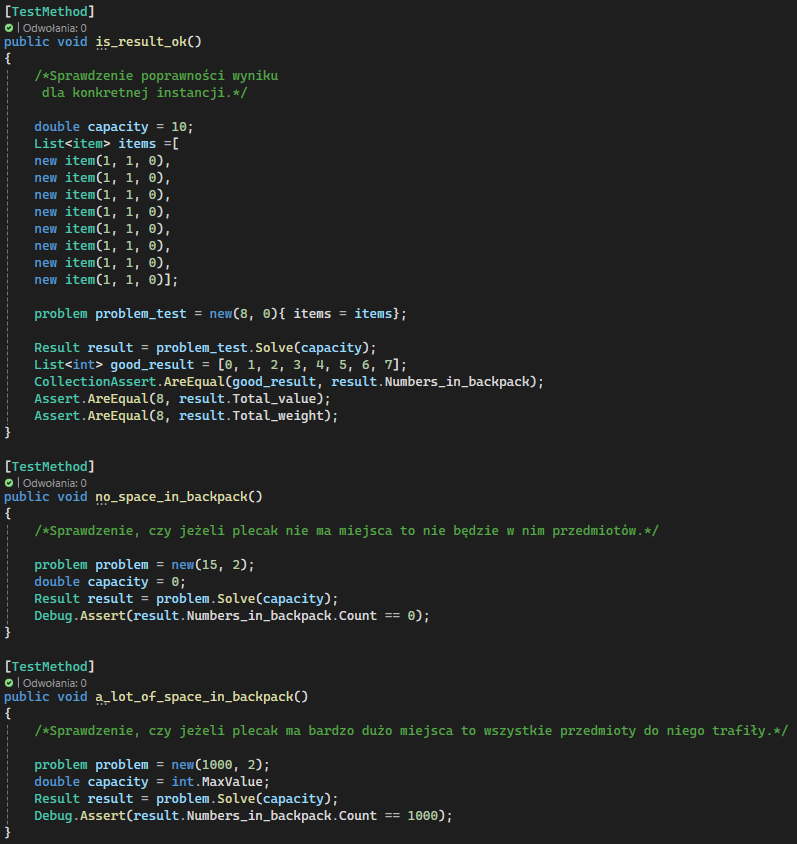 [TestMethod]
| Odwołania: 0
public void is_result_ok()
{
/*Sprawdzenie poprawności wyniku
dla konkretnej instancji.*/
double capacity = 10;
List<item> items =[
new item(1, 1, 0),
new item(1, 1, 0),
new item(1, 1, 0),
new item(1, 1, 0),
new item(1, 1, 0),
new item(1, 1, 0),
new item(1, 1, 0),
new item(1, 1, 0)];
problem problem_test = new(8, 0){ items = items};
Result result = problem_test.Solve(capacity);
List<int> good_result = [0, 1, 2, 3, 4, 5, 6, 7];
CollectionAssert.AreEqual(good_result, result.Numbers_in_backpack);
Assert.AreEqual(8, result.Total_value);
Assert.AreEqual(8, result.Total_weight);
}
[TestMethod]
| Odwołania: 0
public void no_space_in_backpack()
{
/*Sprawdzenie, czy jeżeli plecak nie ma miejsca to nie będzie w nim przedmiotów.*/
problem problem = new(15, 2);
double capacity = 0;
Result result = problem.Solve(capacity);
Debug.Assert(result.Numbers_in_backpack.Count == 0);
}
[TestMethod]
| Odwołania: 0
public void a_lot_of_space_in_backpack()
{
/*Sprawdzenie, czy jeżeli plecak ma bardzo dużo miejsca to wszystkie przedmioty do niego trafiły.*/
problem problem = new(1000, 2);
double capacity = int.MaxValue;
Result result = problem.Solve(capacity);
Debug.Assert(result.Numbers_in_backpack.Count == 1000);
}